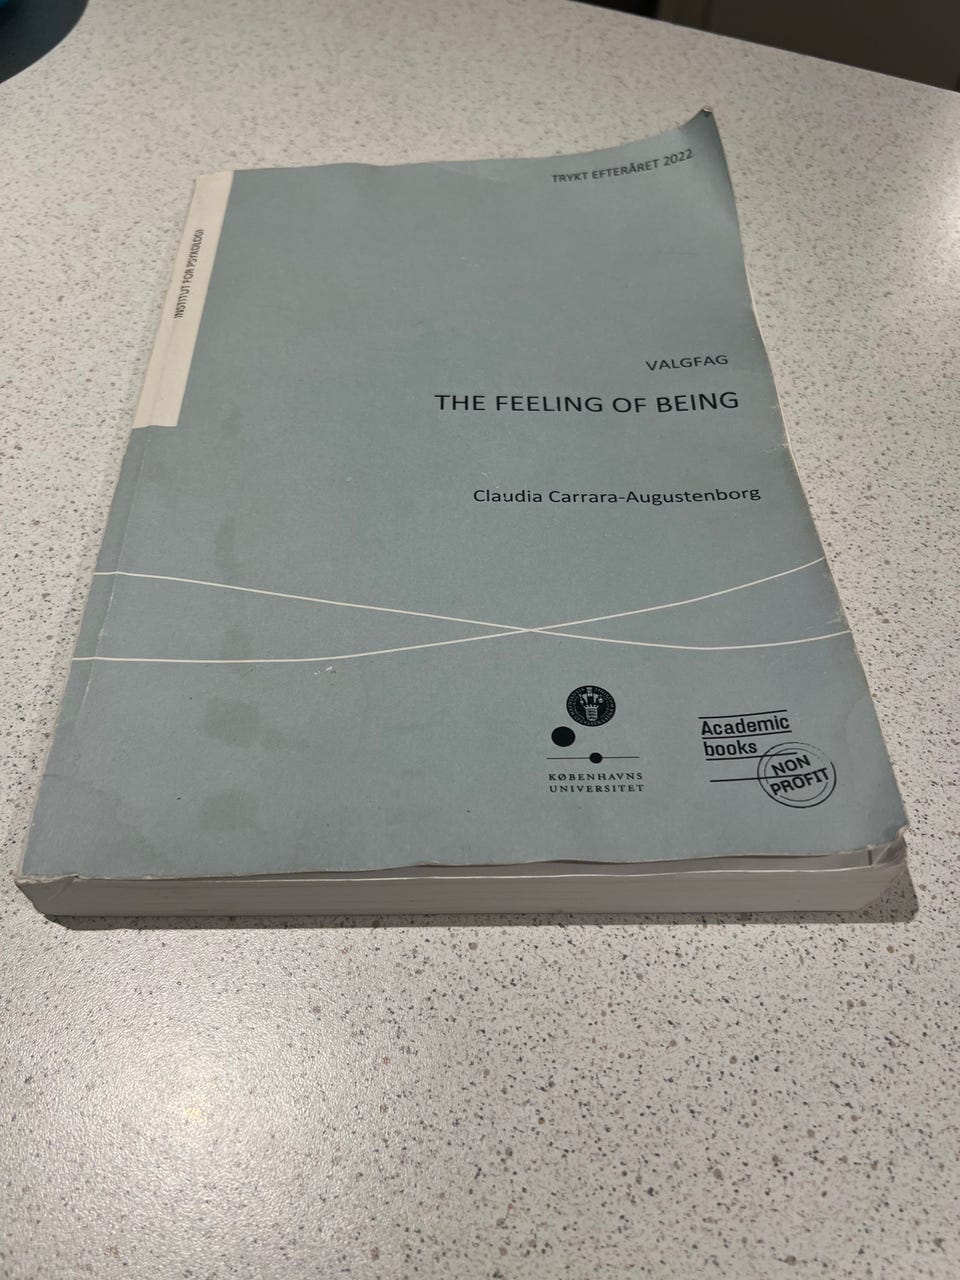 TRYKT EFTERÅRET 2022
INSTITUT FOR PSYKOLOGI
VALGFAG
THE FEELING OF BEING
Claudia Carrara-Augustenborg
KØBENHAVNS
UNIVERSITET
Academic
books
NON
PROFIT